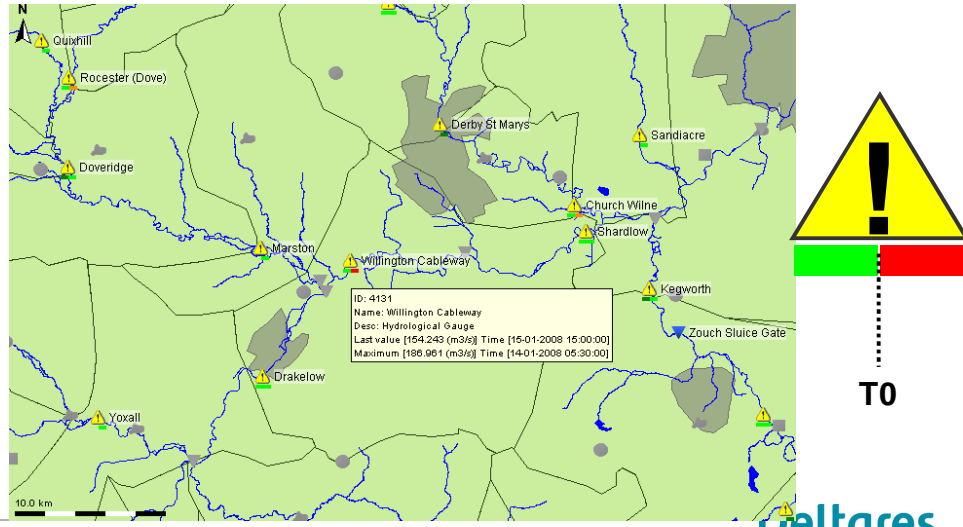 N
Quixhill
Rocester (Dove)
Derby St Marys
Sandiacre
Doveridge
Church Wilne
Shardlow
Marston
Willington Cableway
Kegworth
ID: 4131
Name: Willington Cableway
Desc: Hydrological Gauge
Last value [154.243 (m3/s)] Time [15-01-2008 15:00:00]
Maximum [186.961 (m3/s)] Time [14-01-2008 05:30:00]
Zouch Sluice Gate
Drakelow
Yoxall
10.0 km
!
T0
Deltares